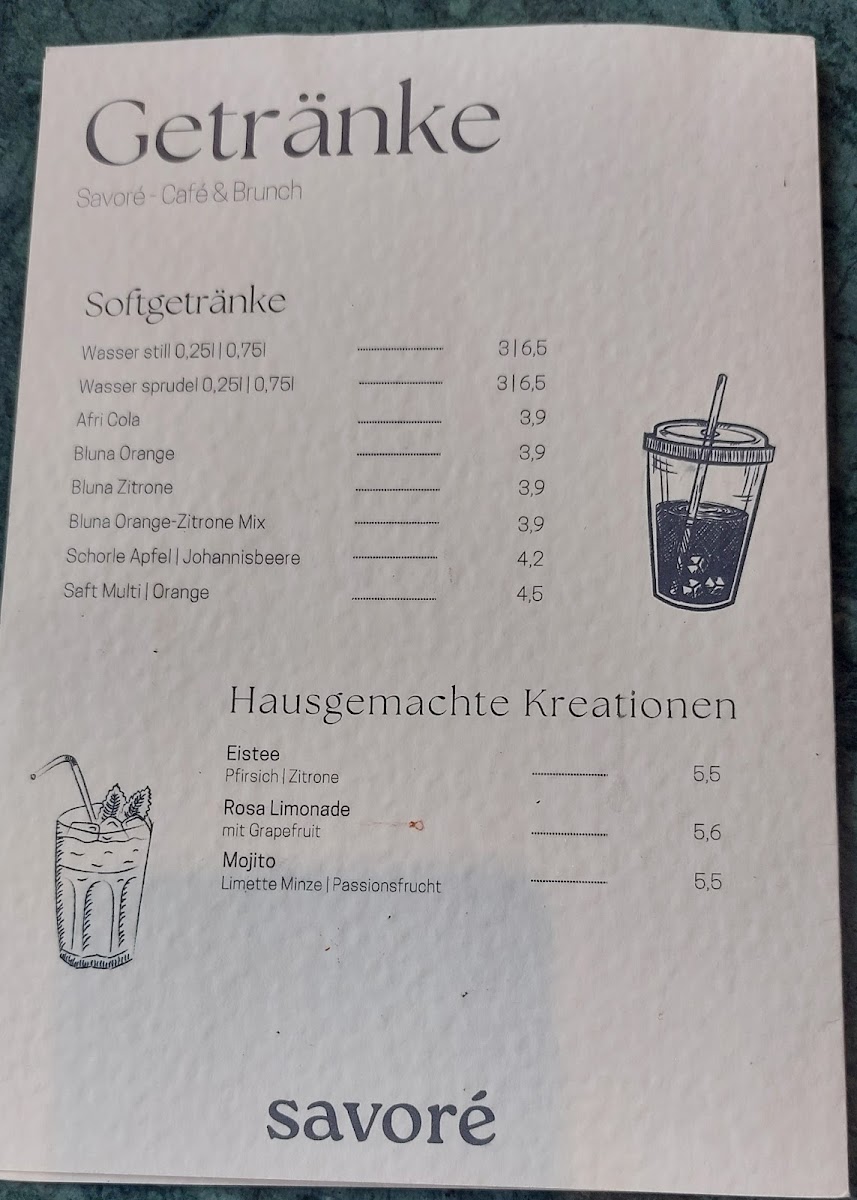 Getränke
Savoré - Café & Brunch
Softgetränke
Wasser still 0,25l | 0,75l 3 | 6,5
Wasser sprudel 0,25l | 0,75l 3 | 6,5
Afri Cola 3,9
Bluna Orange 3,9
Bluna Zitrone 3,9
Bluna Orange-Zitrone Mix 3,9
Schorle Apfel | Johannisbeere 4,2
Saft Multi | Orange 4,5
Hausgemachte Kreationen
Eistee
Pfirsich | Zitrone 5,5
Rosa Limonade
mit Grapefruit 5,6
Mojito
Limette Minze | Passionsfrucht 5,5
savoré